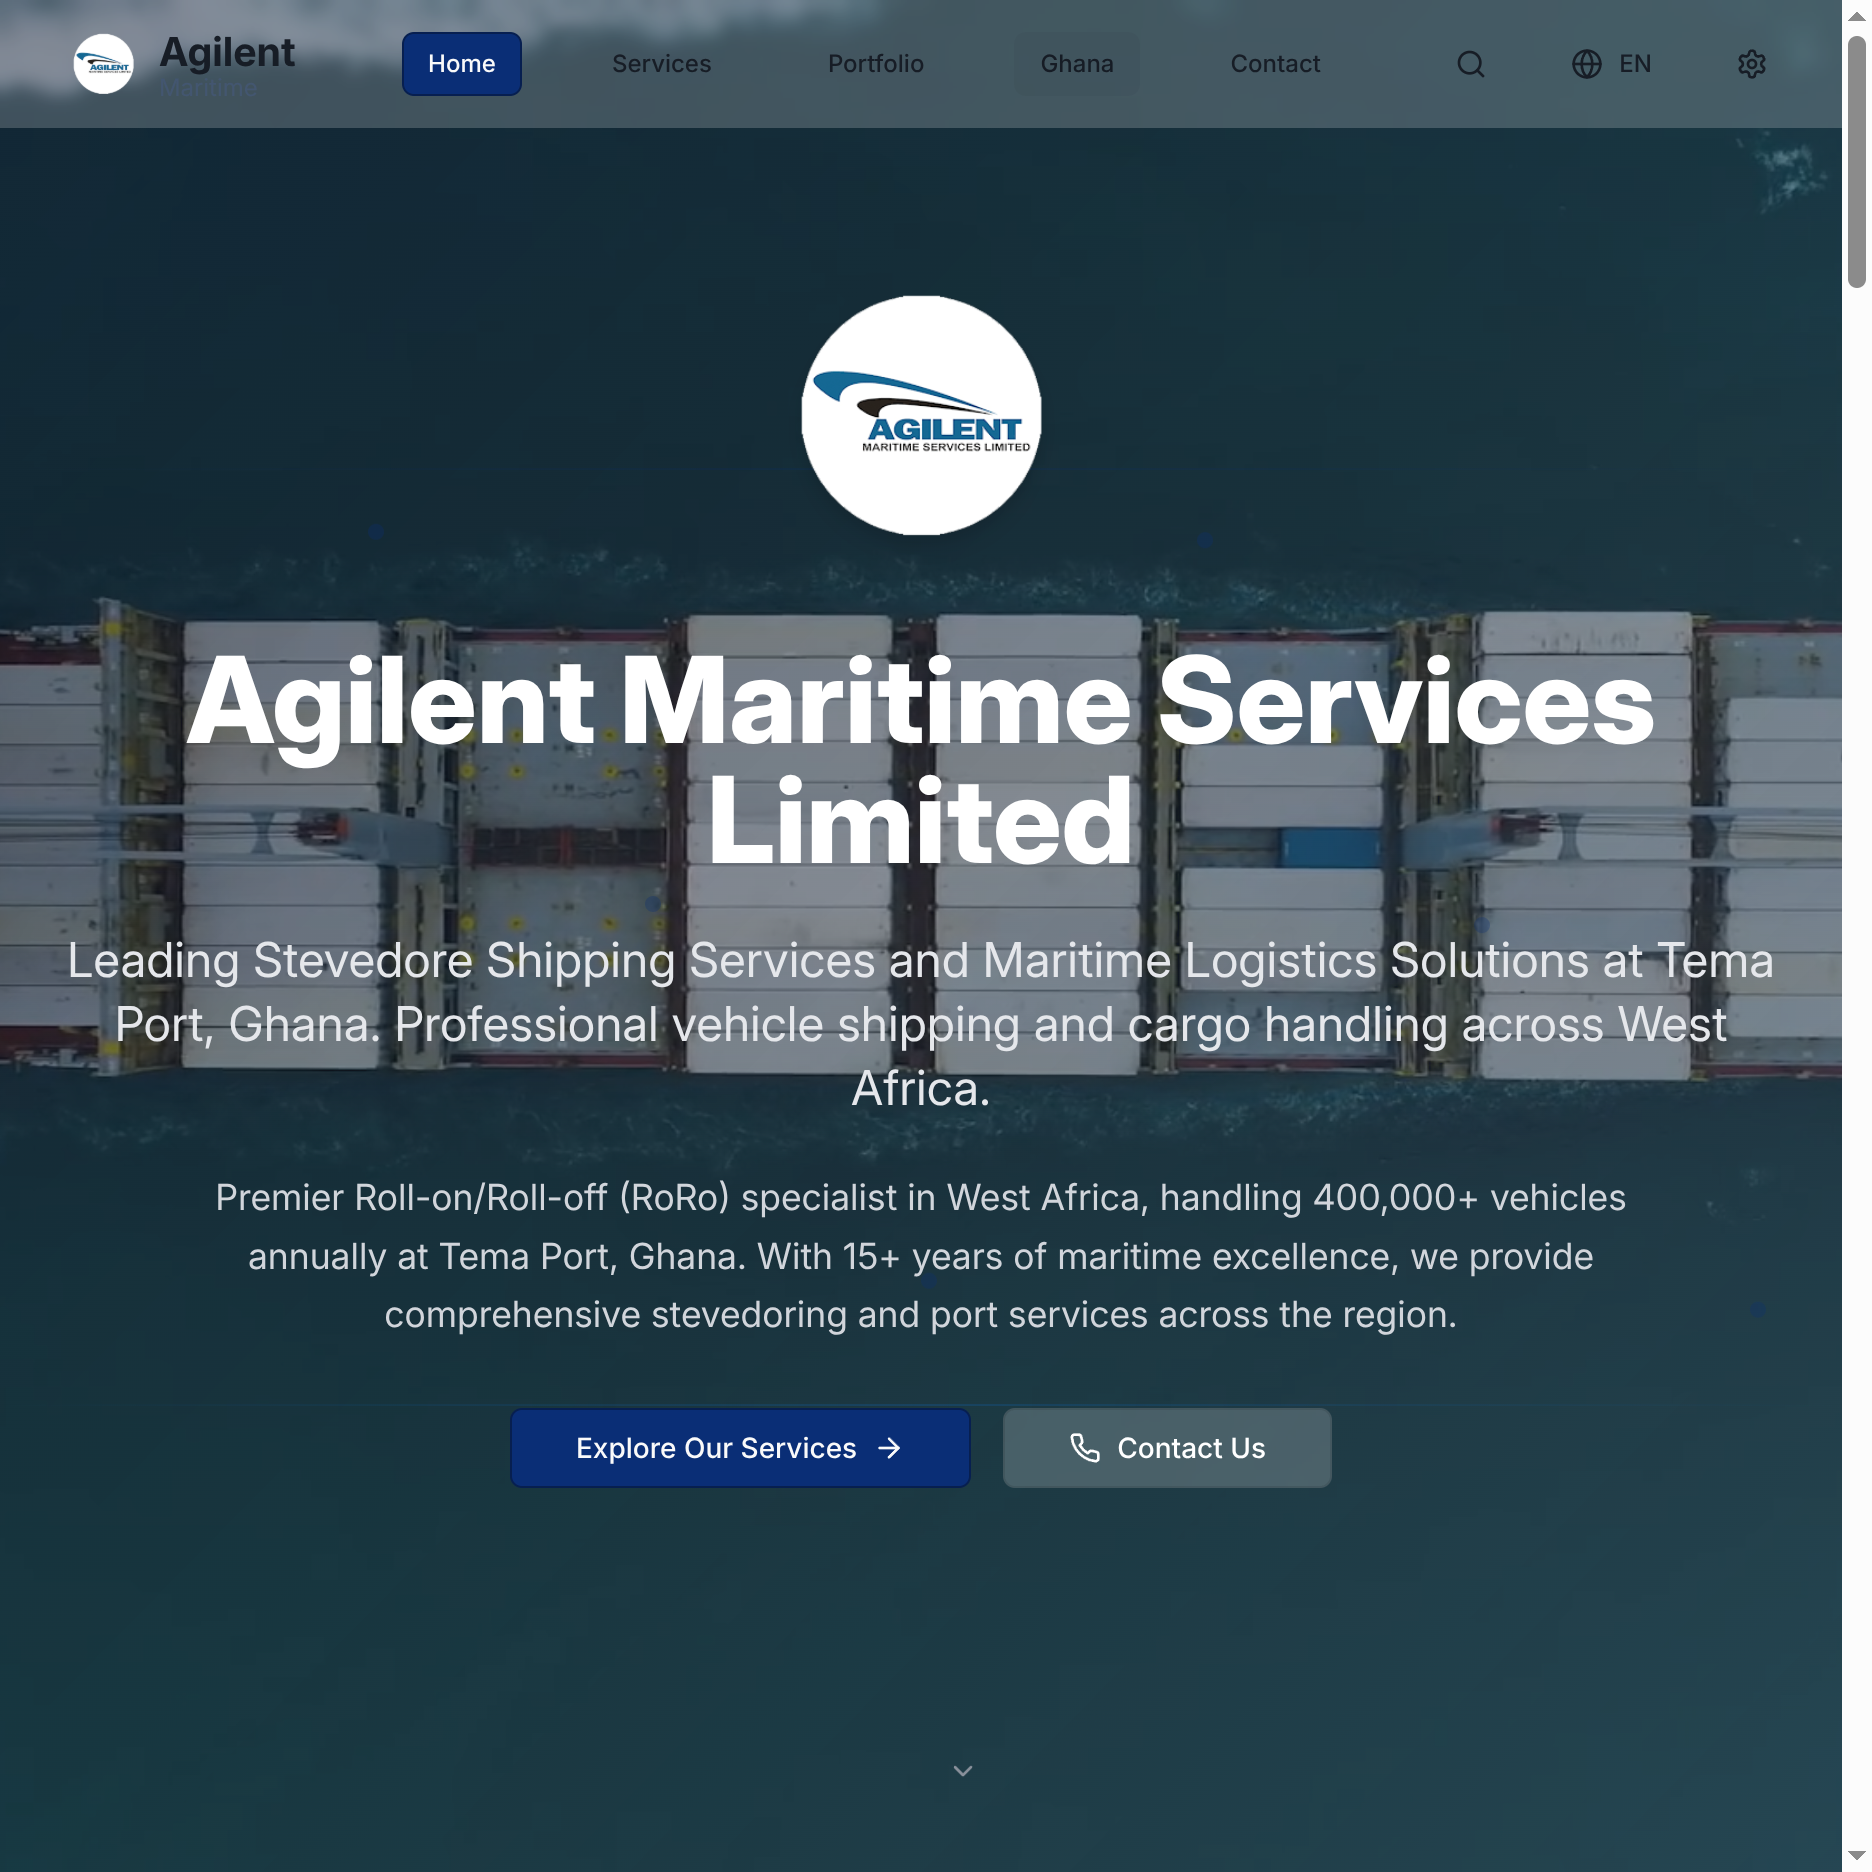 Agilent
Maritime
Home
Services
Portfolio
Ghana
Contact
EN
AGILENT
MARITIME SERVICES LIMITED
Agilent Maritime Services
Limited
Leading Stevedore Shipping Services and Maritime Logistics Solutions at Tema
Port, Ghana. Professional vehicle shipping and cargo handling across West
Africa.
Premier Roll-on/Roll-off (RoRo) specialist in West Africa, handling 400,000+ vehicles
annually at Tema Port, Ghana. With 15+ years of maritime excellence, we provide
comprehensive stevedoring and port services across the region.
Explore Our Services
Contact Us